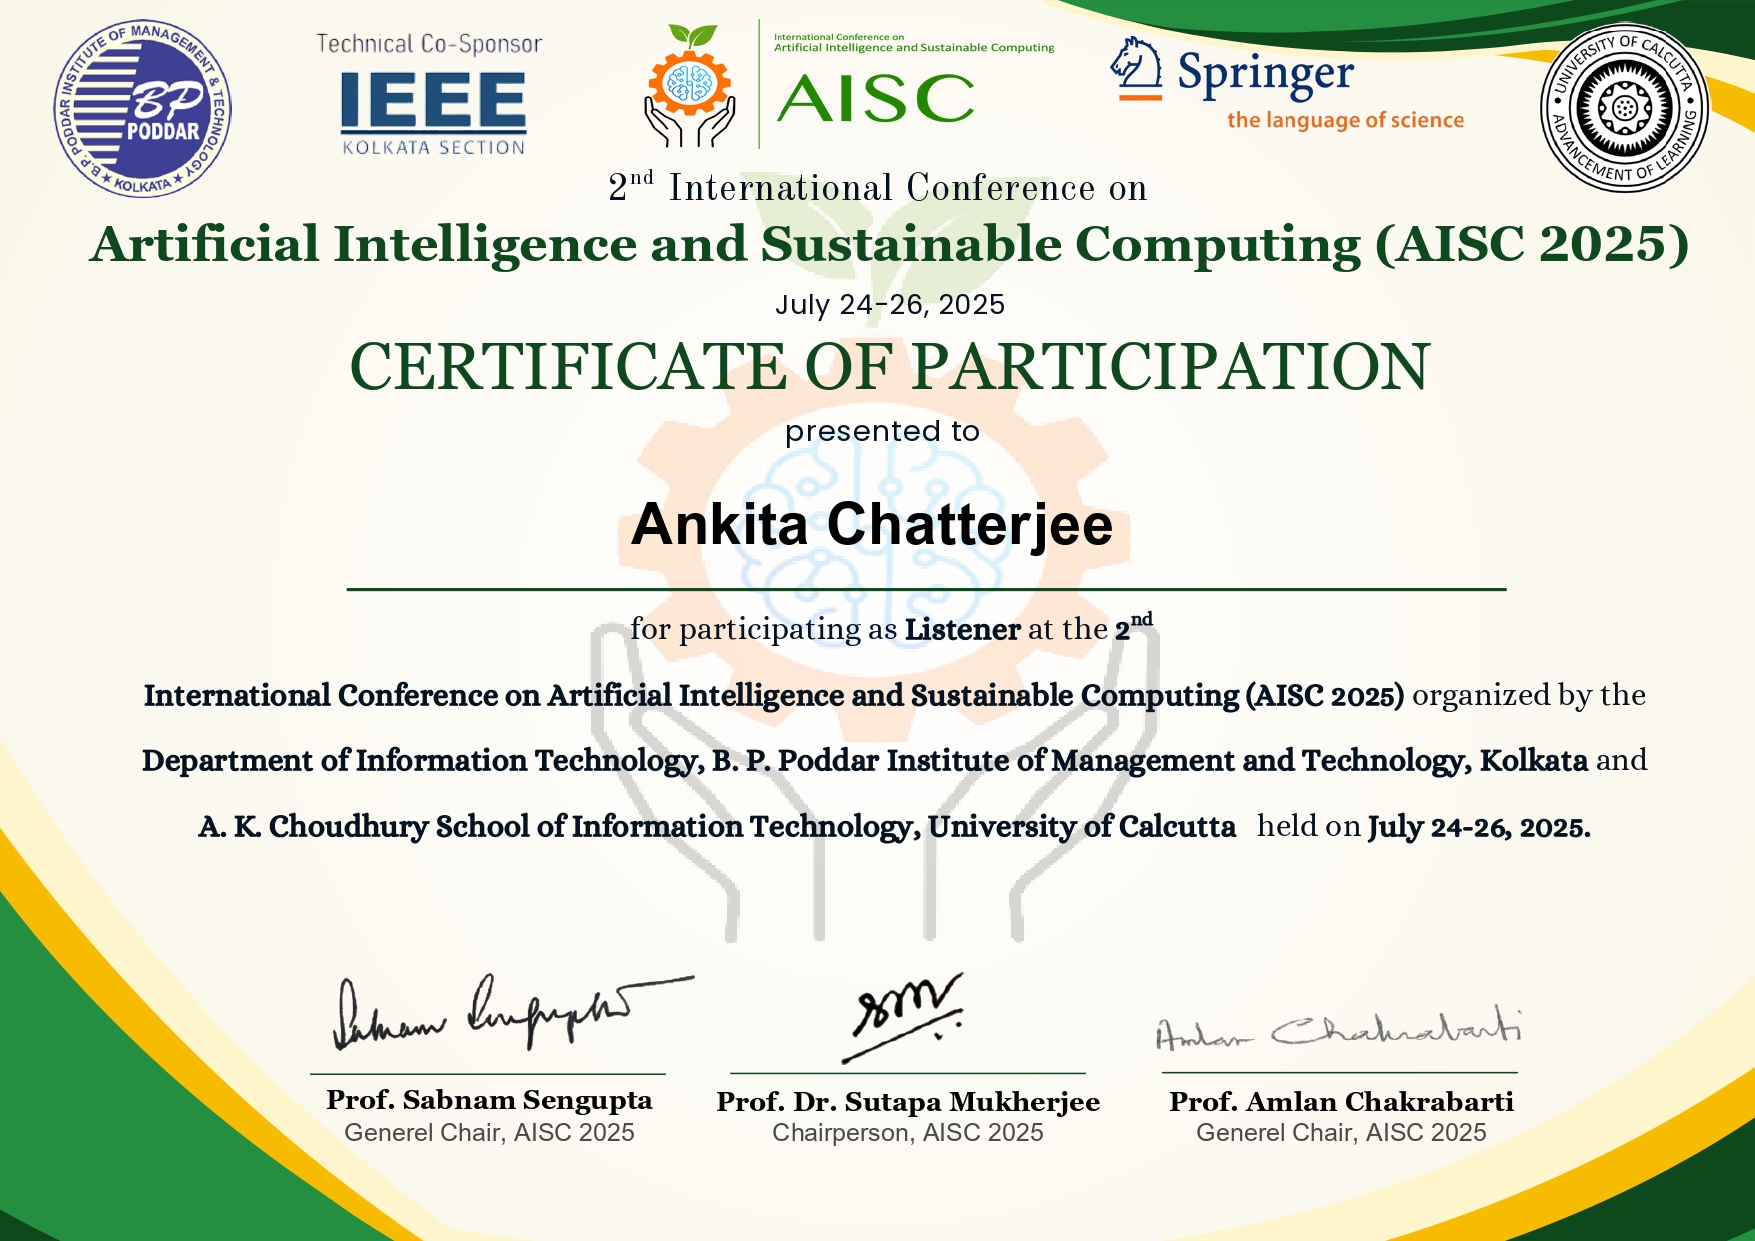 B. P. PODDAR INSTITUTE OF MANAGEMENT & TECHNOLOGY
★ KOLKATA ★
BP
PODDAR
Technical Co-Sponsor
IEEE
KOLKATA SECTION
International Conference on
Artificial Intelligence and Sustainable Computing
AISC
Springer
the language of science
UNIVERSITY OF CALCUTTA
ADVANCEMENT OF LEARNING
2nd International Conference on
Artificial Intelligence and Sustainable Computing (AISC 2025)
July 24-26, 2025
CERTIFICATE OF PARTICIPATION
presented to
Ankita Chatterjee
for participating as Listener at the 2nd
International Conference on Artificial Intelligence and Sustainable Computing (AISC 2025) organized by the
Department of Information Technology, B. P. Poddar Institute of Management and Technology, Kolkata and
A. K. Choudhury School of Information Technology, University of Calcutta held on July 24-26, 2025.
Sabnam Sengupta
SM
Amlan Chakrabarti
Prof. Sabnam Sengupta
Generel Chair, AISC 2025
Prof. Dr. Sutapa Mukherjee
Chairperson, AISC 2025
Prof. Amlan Chakrabarti
Generel Chair, AISC 2025